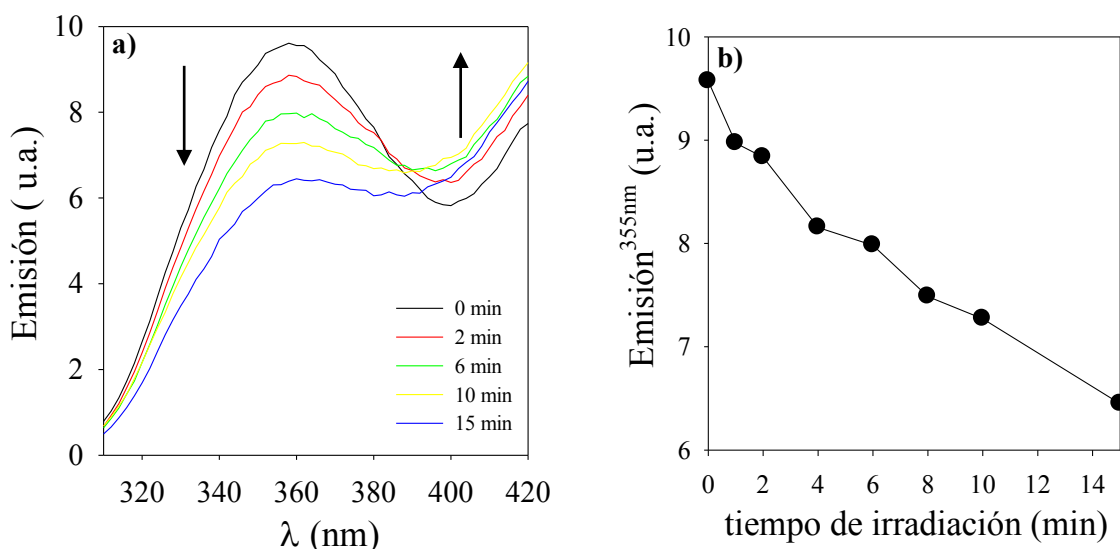 a)
Emisión ( u.a.)
10
8
6
4
2
0
0 min
2 min
6 min
10 min
15 min
320 340 360 380 400 420
λ (nm)
b)
Emisión³⁵⁵ⁿᵐ (u.a.)
10
9
8
7
6
0 2 4 6 8 10 12 14
tiempo de irradiación (min)